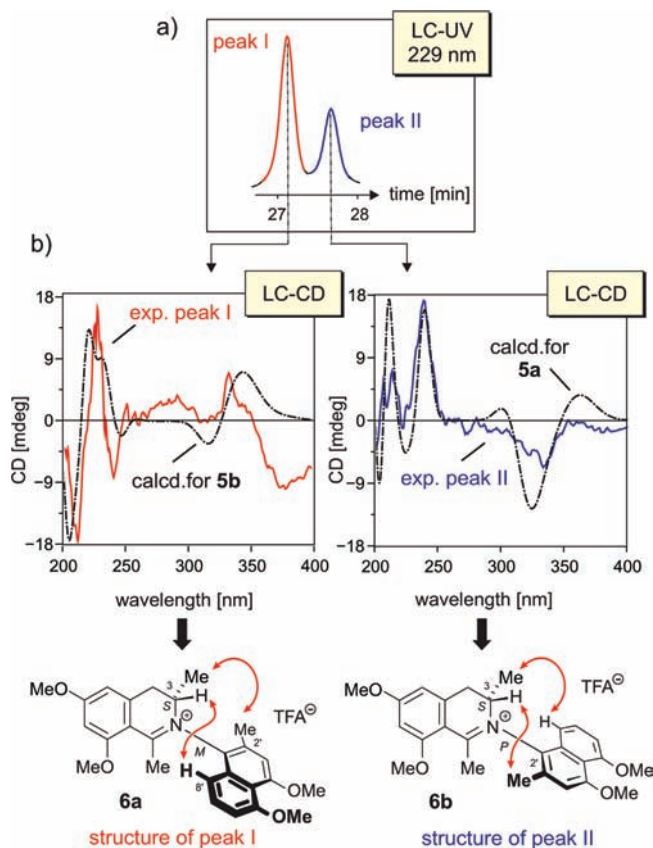 a)
LC-UV
229 nm
peak I
peak II
time [min]
27
28
b)
LC-CD
LC-CD
18
9
0
−9
−18
CD [mdeg]
exp. peak I
calcd.for 5b
200
250
300
350
400
wavelength [nm]
18
9
0
−9
−18
CD [mdeg]
calcd.for
5a
exp. peak II
200
250
300
350
400
wavelength [nm]
3
Me
S
H
MeO
N
⊕
TFA⊖
Me
2'
M
MeO
Me
H
8'
OMe
OMe
6a
structure of peak I
3
Me
S
H
MeO
N
⊕
TFA⊖
H
P
2'
MeO
Me
Me
OMe
OMe
6b
structure of peak II